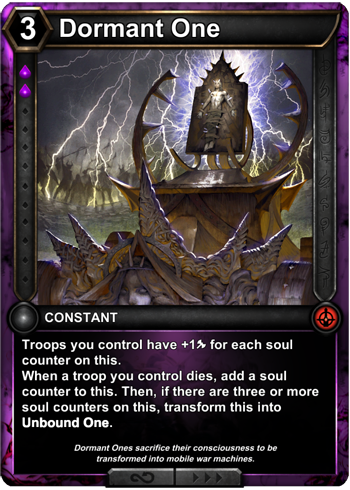 3 Dormant One
CONSTANT
Troops you control have +1 for each soul
counter on this.
When a troop you control dies, add a soul
counter to this. Then, if there are three or more
soul counters on this, transform this into
Unbound One.
Dormant Ones sacrifice their consciousness to be
transformed into mobile war machines.